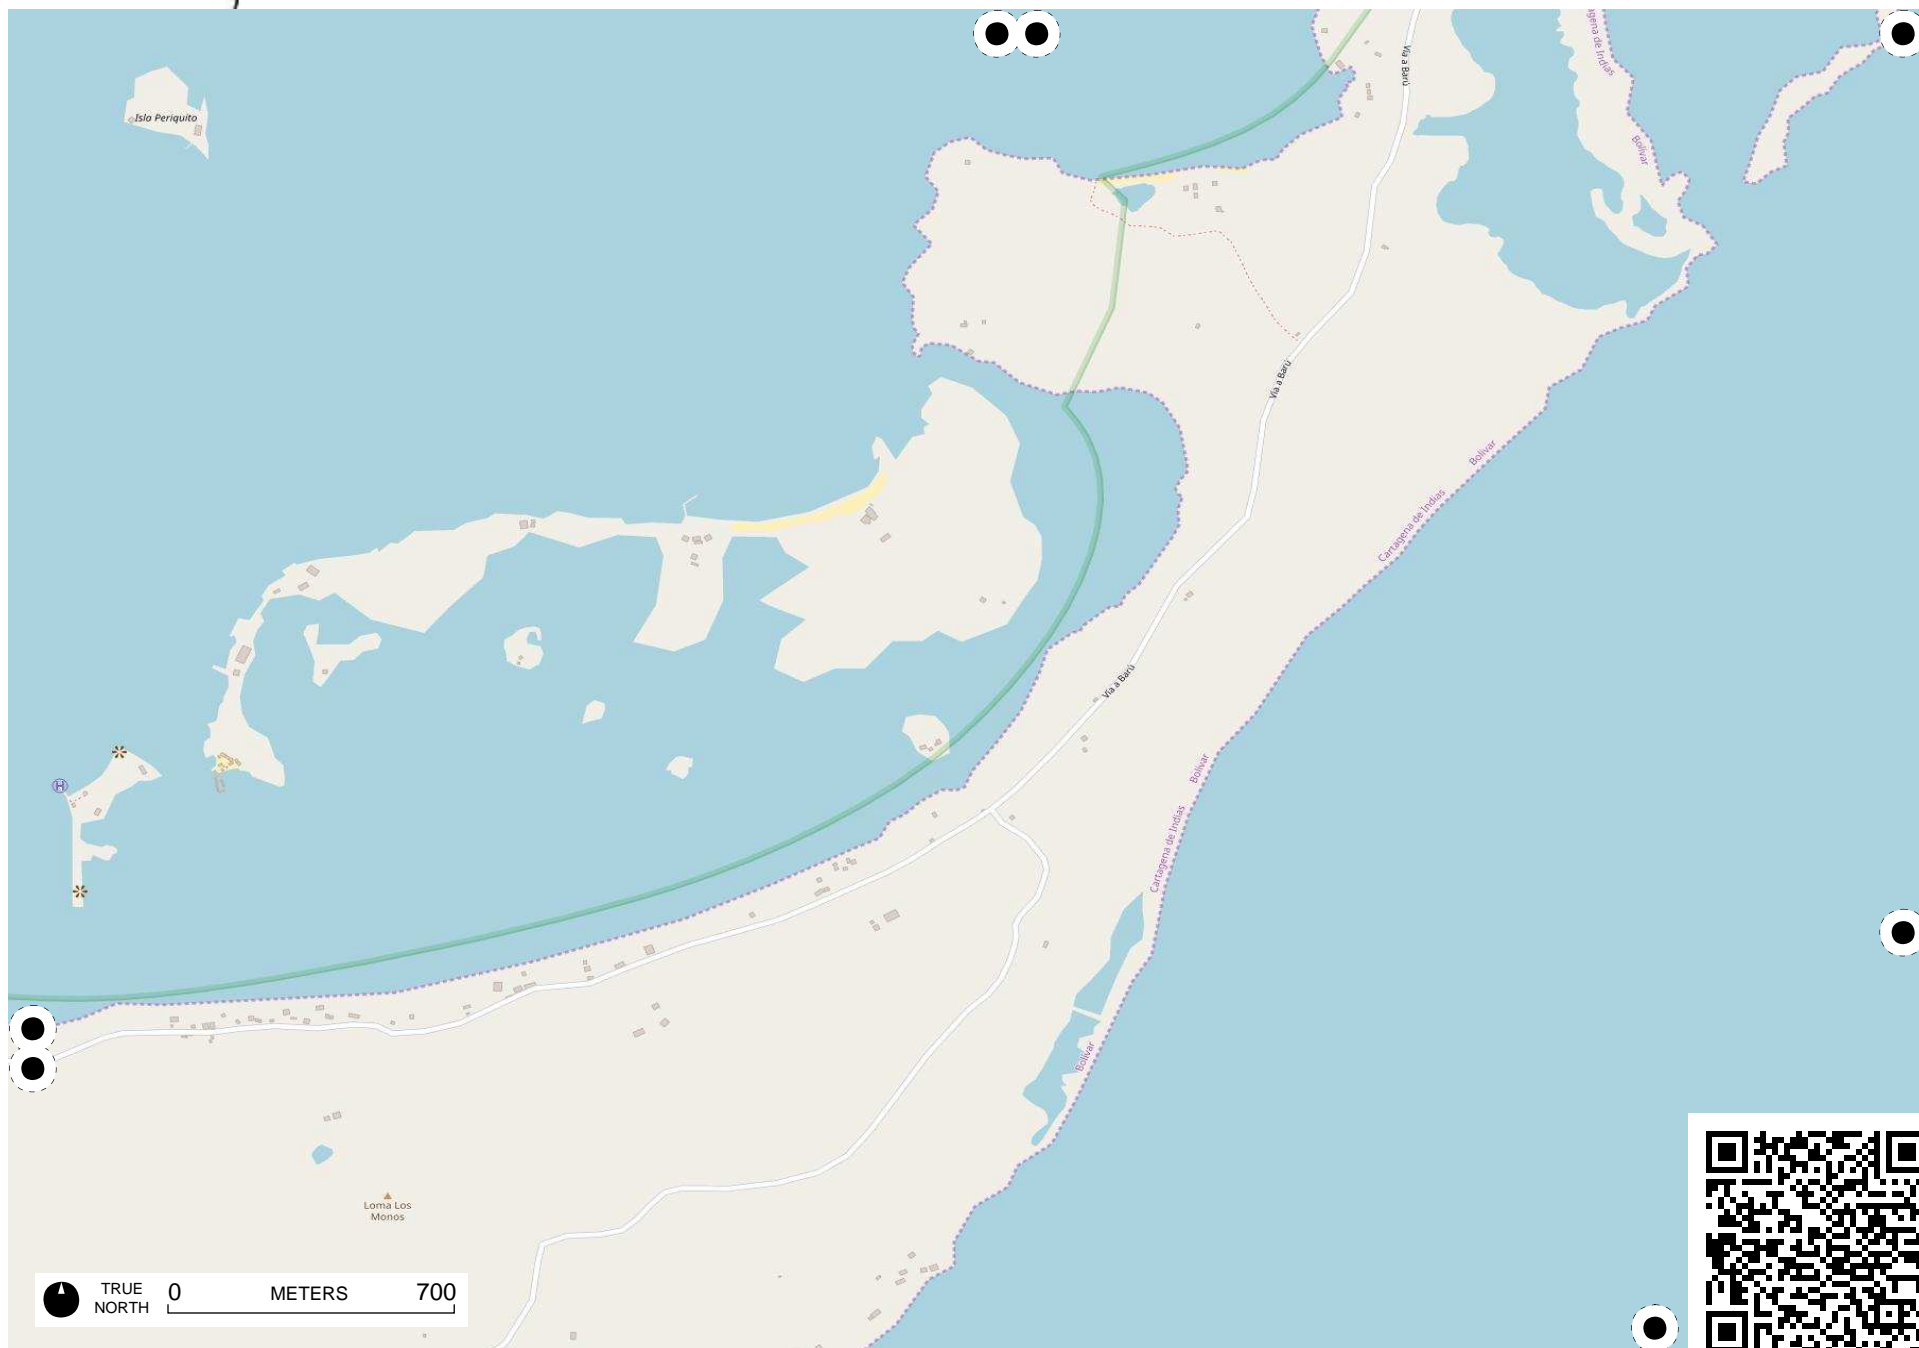 Vía a Barú
Cartagena de Indias
Bolívar
Isla Periquito
Vía a Barú
Bolívar
Cartagena de Indias
Vía a Barú
Bolívar
Cartagena de Indias
H
Bolívar
Loma Los
Monos
TRUE
NORTH
0 METERS 700